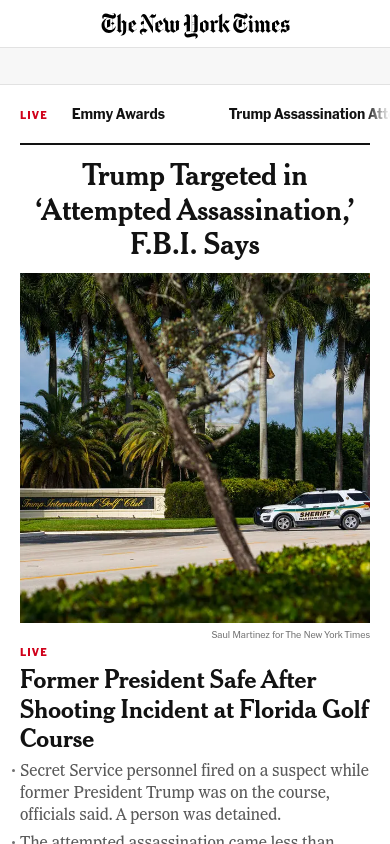 The New York Times
LIVE
Emmy Awards
Trump Assassination Att
Trump Targeted in
‘Attempted Assassination,’
F.B.I. Says
Trump International Golf Club
SHERIFF
Saul Martinez for The New York Times
LIVE
Former President Safe After
Shooting Incident at Florida Golf
Course
• Secret Service personnel fired on a suspect while
former President Trump was on the course,
officials said. A person was detained.
• The attempted assassination came less than